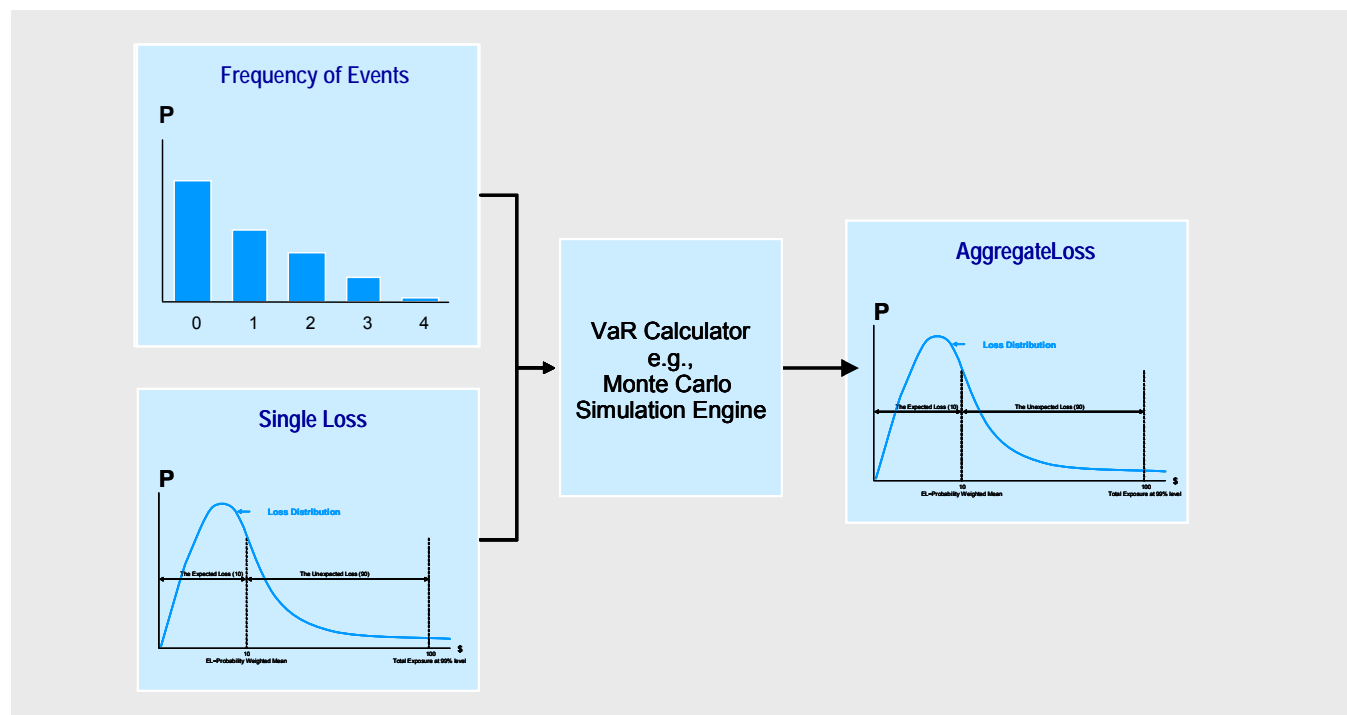 Frequency of Events
P
0 1 2 3 4
Single Loss
P
Loss Distribution
The Expected Loss (10)
The Unexpected Loss (90)
10
100
$
EL=Probability Weighted Mean
Total Exposure at 99% level
VaR Calculator
e.g.,
Monte Carlo
Simulation Engine
AggregateLoss
P
Loss Distribution
The Expected Loss (10)
The Unexpected Loss (90)
10
100
$
EL=Probability Weighted Mean
Total Exposure at 99% level